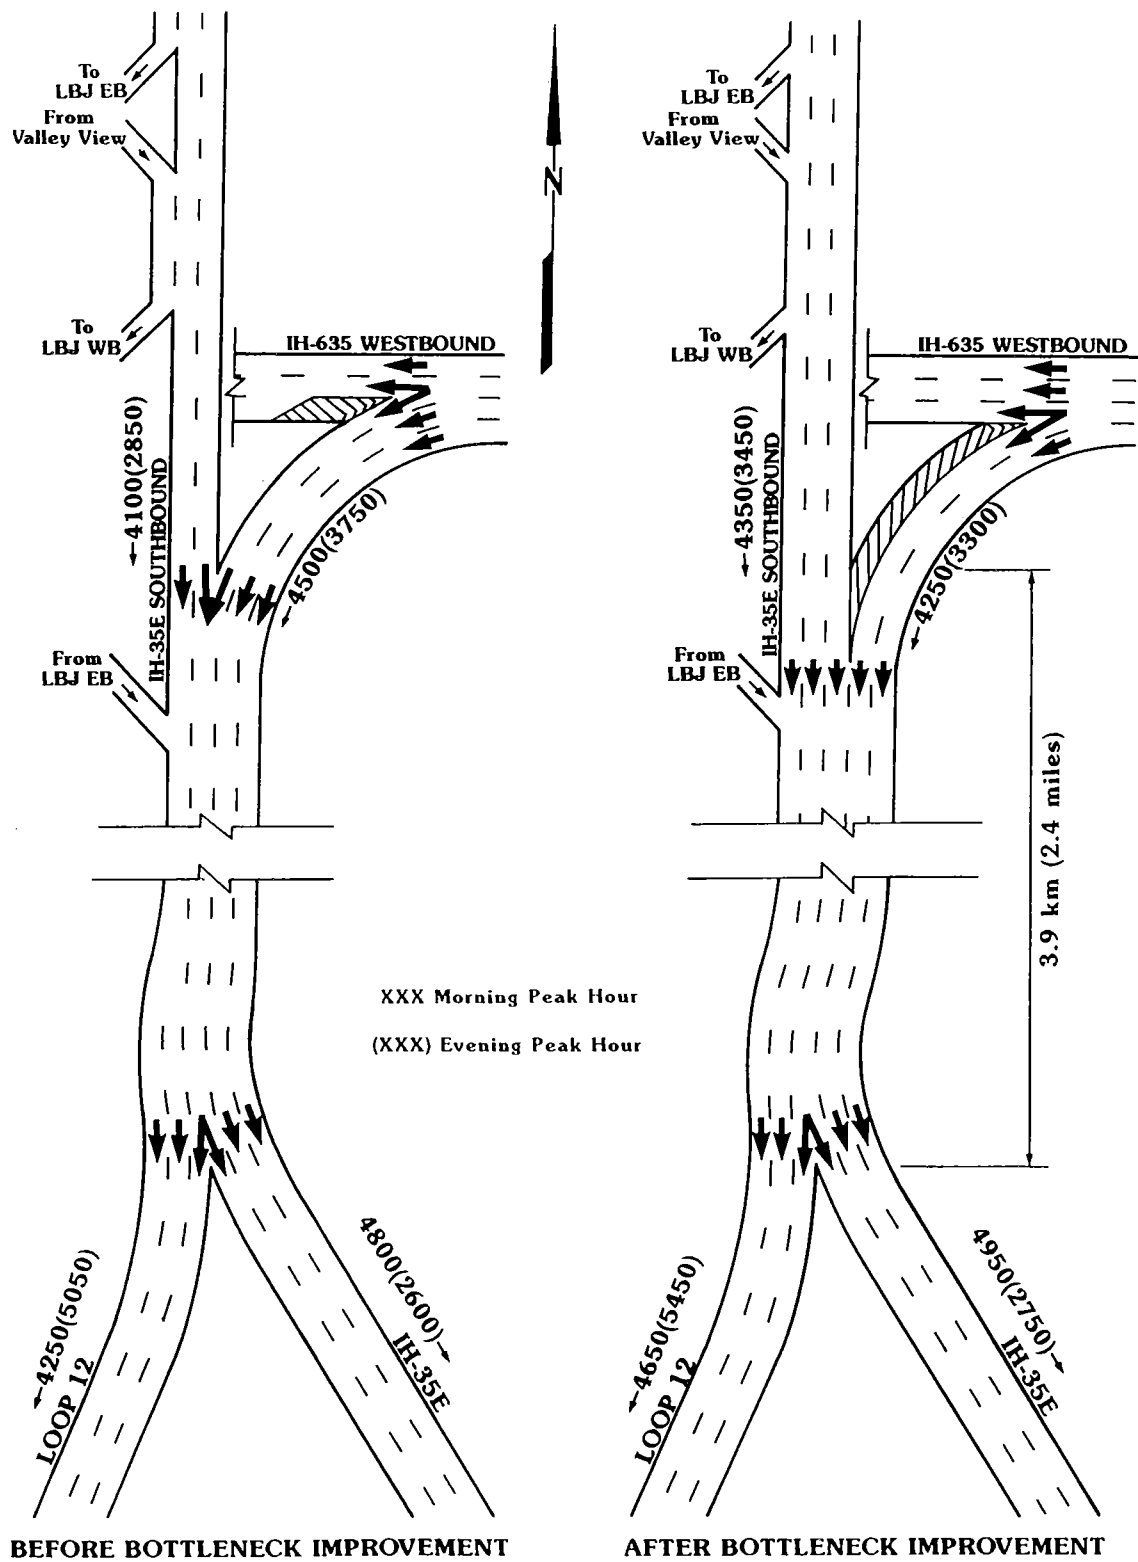 To
LBJ EB
From
Valley View
To
LBJ WB
IH-635 WESTBOUND
←4100(2850)
IH-35E SOUTHBOUND
←4500(3750)
From
LBJ EB
←4250(5050)
LOOP 12
4800(2600)→
IH-35E
BEFORE BOTTLENECK IMPROVEMENT
N
XXX Morning Peak Hour
(XXX) Evening Peak Hour
To
LBJ EB
From
Valley View
To
LBJ WB
IH-635 WESTBOUND
←4350(3450)
IH-35E SOUTHBOUND
←4250(3300)
From
LBJ EB
3.9 km (2.4 miles)
←4650(5450)
LOOP 12
4950(2750)→
IH-35E
AFTER BOTTLENECK IMPROVEMENT